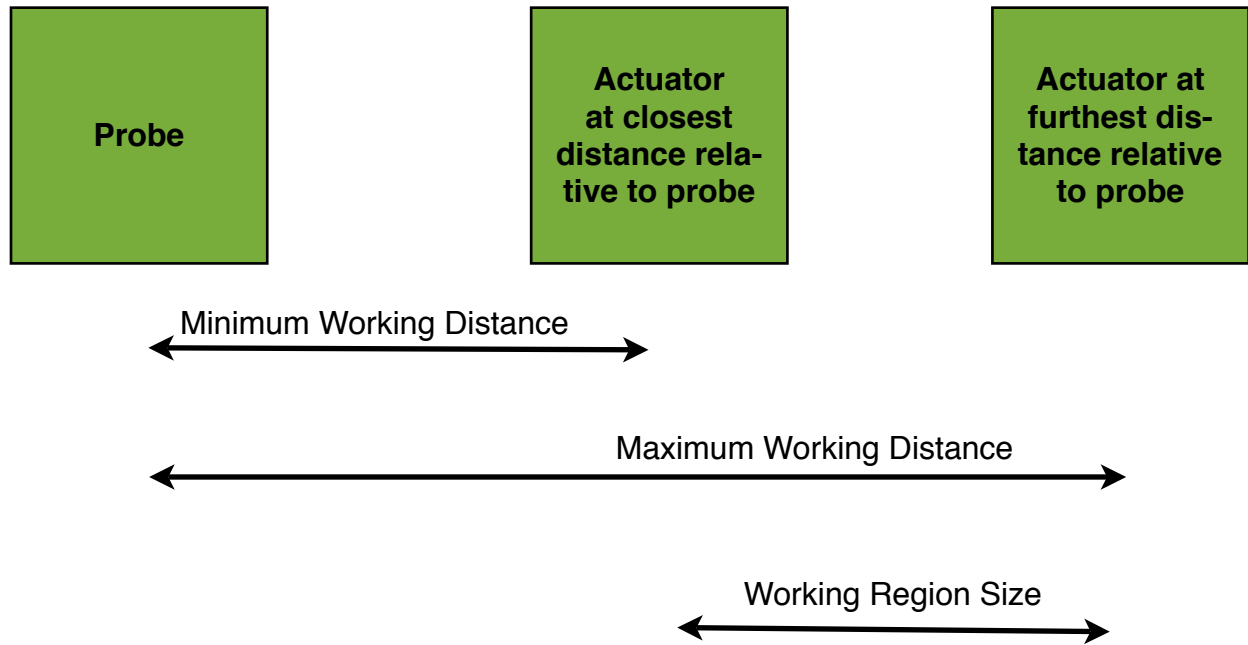 Probe
Actuator
at closest
distance rela-
tive to probe
Actuator at
furthest dis-
tance relative
to probe
Minimum Working Distance
Maximum Working Distance
Working Region Size